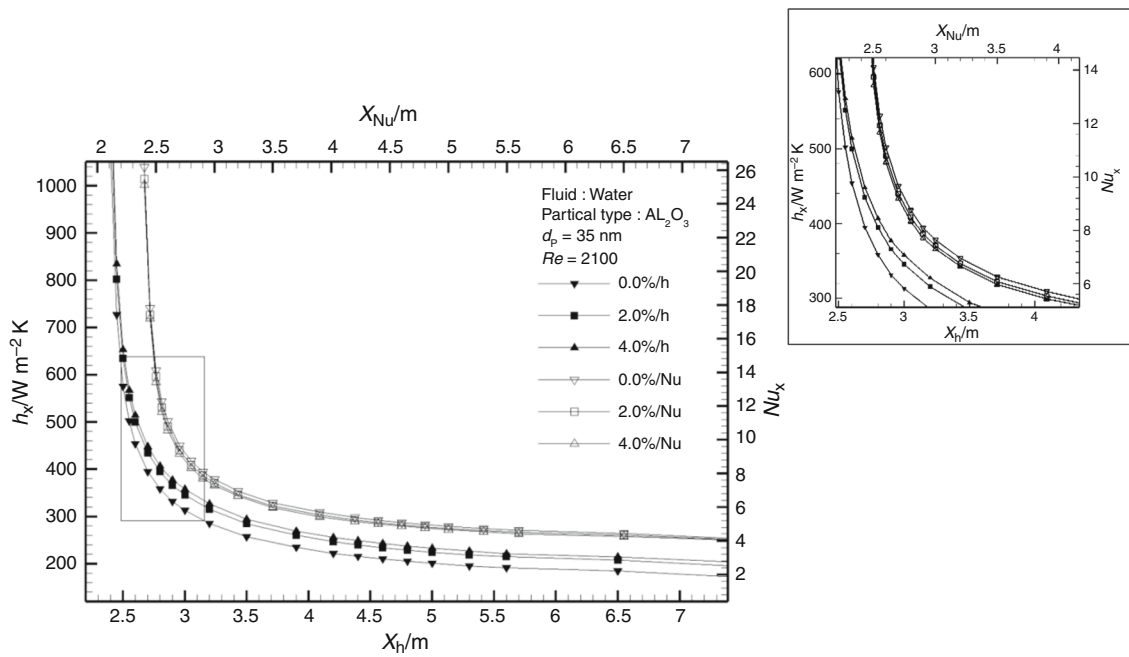 X_Nu/m
2 2.5 3 3.5 4 4.5 5 5.5 6 6.5 7
h_x/W m⁻² K
1000
900
800
700
600
500
400
300
200
Fluid : Water
Partical type : AL₂O₃
d_P = 35 nm
Re = 2100
0.0%/h
2.0%/h
4.0%/h
0.0%/Nu
2.0%/Nu
4.0%/Nu
26
24
22
20
18
16
14
12
10
8
6
4
2
Nu_x
2.5 3 3.5 4 4.5 5 5.5 6 6.5 7
X_h/m
X_Nu/m
2 2.5 3 3.5 4
h_x/W m⁻² K
600
500
400
300
14
12
10
8
6
Nu_x
2.5 3 3.5 4
X_h/m